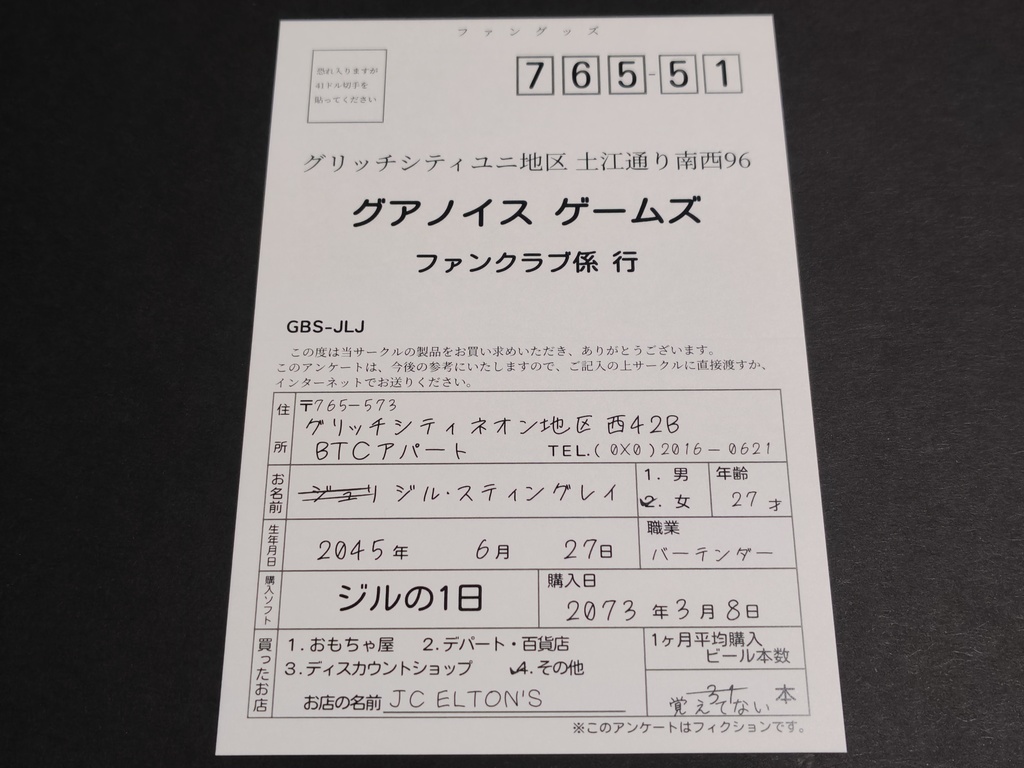 ファングッズ
恐れ入りますが
41ドル切手を
貼ってください
765-51
グリッチシティユニ地区 土江通り南西96
グアノイス ゲームズ
ファンクラブ係 行
GBS-JLJ
この度は当サークルの製品をお買い求めいただき、ありがとうございます。
このアンケートは、今後の参考にいたしますので、ご記入の上サークルに直接渡すか、
インターネットでお送りください。
住所
〒765-573
グリッチシティ ネオン地区 西42B
BTCアパート TEL.(0X0)2016-0621
お名前 ジュリ ジル・スティングレイ
1. 男
2. 女
年齢
27才
生年月日 2045年 6月 27日
職業
バーテンダー
購入ソフト ジルの1日
購入日
2073年3月8日
買ったお店
1.おもちゃ屋 2.デパート・百貨店
3.ディスカウントショップ 4.その他
お店の名前 JC ELTON'S
1ヶ月平均購入
ビール本数
覚えてない 本
※このアンケートはフィクションです。